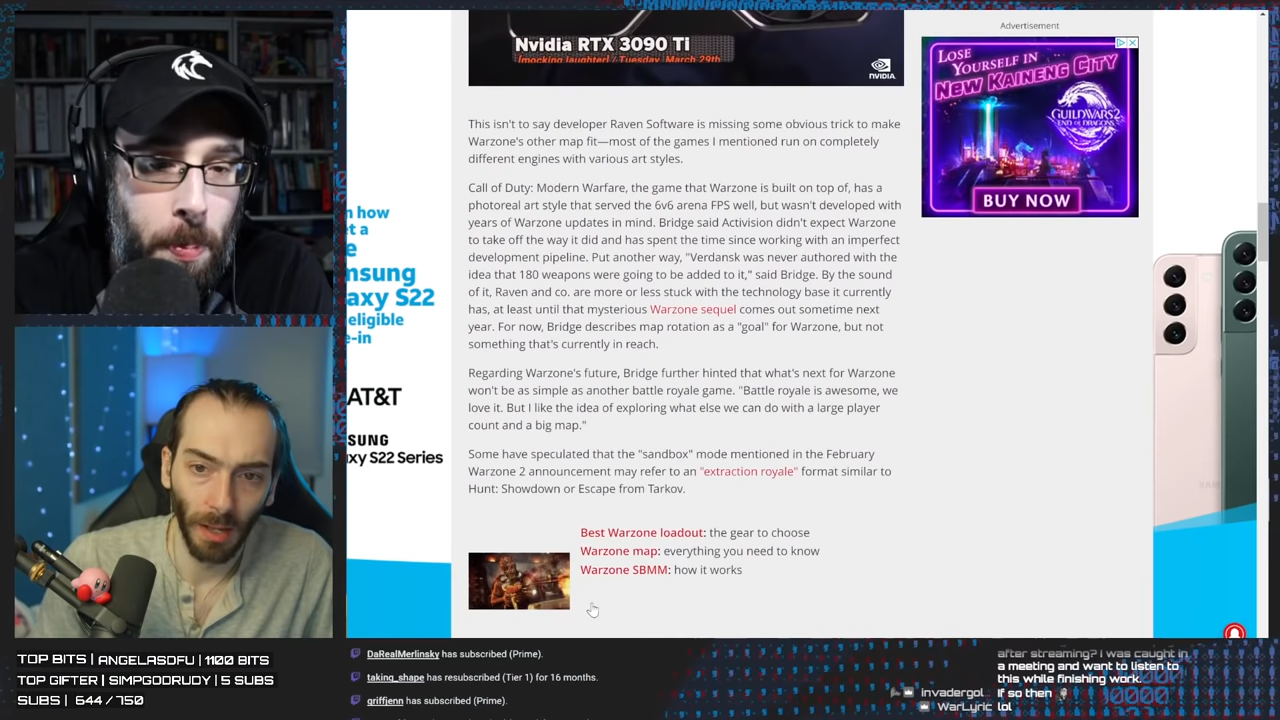 Nvidia RTX 3090 Ti
[mocking laughter] / Tuesday, March 29th
NVIDIA
This isn't to say developer Raven Software is missing some obvious trick to make
Warzone's other map fit—most of the games I mentioned run on completely
different engines with various art styles.
Call of Duty: Modern Warfare, the game that Warzone is built on top of, has a
photoreal art style that served the 6v6 arena FPS well, but wasn't developed with
years of Warzone updates in mind. Bridge said Activision didn't expect Warzone
to take off the way it did and has spent the time since working with an imperfect
development pipeline. Put another way, "Verdansk was never authored with the
idea that 180 weapons were going to be added to it," said Bridge. By the sound
of it, Raven and co. are more or less stuck with the technology base it currently
has, at least until that mysterious Warzone sequel comes out sometime next
year. For now, Bridge describes map rotation as a "goal" for Warzone, but not
something that's currently in reach.
Regarding Warzone's future, Bridge further hinted that what's next for Warzone
won't be as simple as another battle royale game. "Battle royale is awesome, we
love it. But I like the idea of exploring what else we can do with a large player
count and a big map."
Some have speculated that the "sandbox" mode mentioned in the February
Warzone 2 announcement may refer to an "extraction royale" format similar to
Hunt: Showdown or Escape from Tarkov.
Best Warzone loadout: the gear to choose
Warzone map: everything you need to know
Warzone SBMM: how it works
Advertisement
LOSE
YOURSELF IN
NEW KAINENG CITY
GUILD WARS 2
END OF DRAGONS
BUY NOW
n how
et a
e
msung
axy S22
eligible
e-in
AT&T
SUNG
xy S22 Series
TOP BITS | ANGELASDFU | 1100 BITS
TOP GIFTER | SIMPGODRUDY | 5 SUBS
SUBS | 644 / 750
DaRealMerlinsky has subscribed (Prime).
taking_shape has resubscribed (Tier 1) for 16 months.
griffjenn has subscribed (Prime).
after streaming? I was caught in
a meeting and want to listen to
this while finishing work.
invadergol If so then
WarLyric lol